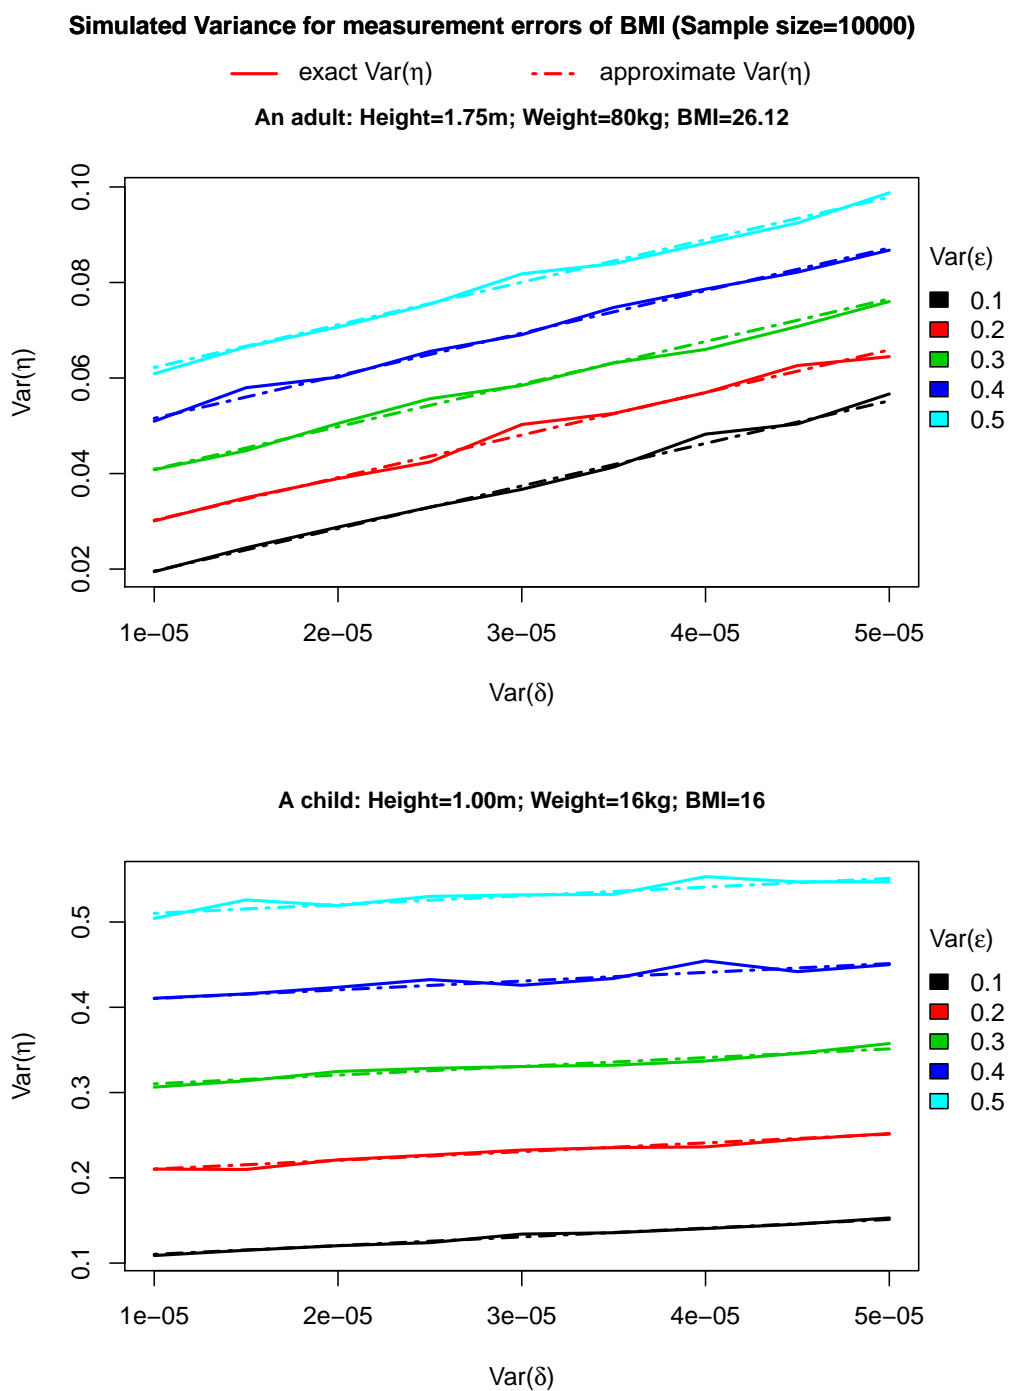 Simulated Variance for measurement errors of BMI (Sample size=10000)
exact Var(η) approximate Var(η)
An adult: Height=1.75m; Weight=80kg; BMI=26.12
0.10
0.08
0.06
0.04
0.02
Var(η)
1e−05 2e−05 3e−05 4e−05 5e−05
Var(δ)
Var(ε)
0.1
0.2
0.3
0.4
0.5
A child: Height=1.00m; Weight=16kg; BMI=16
0.5
0.4
0.3
0.2
0.1
Var(η)
1e−05 2e−05 3e−05 4e−05 5e−05
Var(δ)
Var(ε)
0.1
0.2
0.3
0.4
0.5